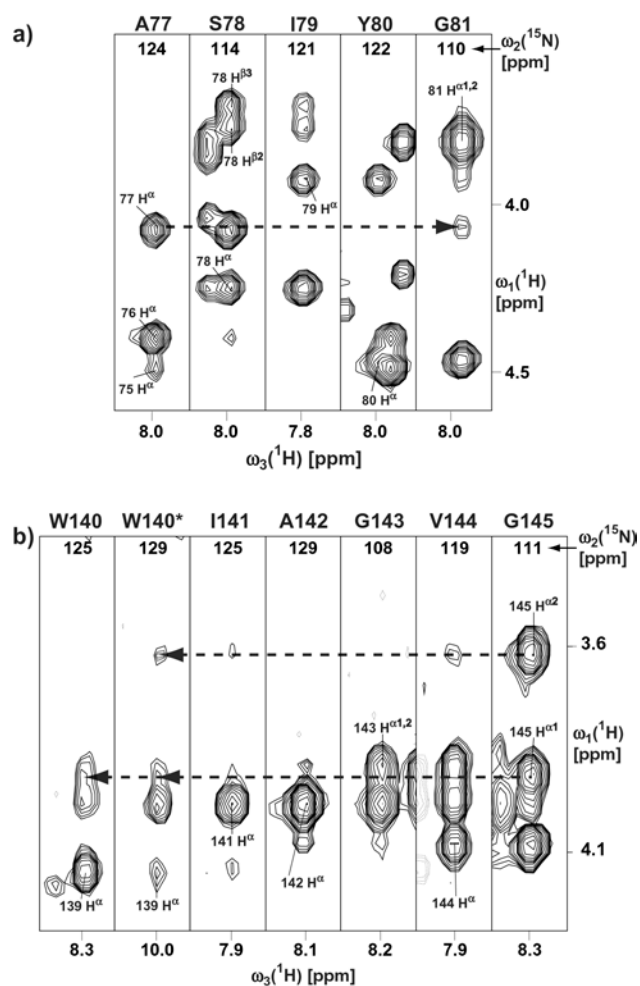 a) A77 S78 I79 Y80 G81
124 114 121 122 110 ω2(15N)
[ppm]
78 Hβ3
81 Hα1,2
78 Hβ2
79 Hα
4.0
77 Hα
78 Hα
ω1(1H)
[ppm]
76 Hα
75 Hα
80 Hα
4.5
8.0 8.0 7.8 8.0 8.0
ω3(1H) [ppm]
b) W140 W140* I141 A142 G143 V144 G145
125 129 125 129 108 119 111 ω2(15N)
[ppm]
145 Hα2
3.6
143 Hα1,2
145 Hα1
ω1(1H)
[ppm]
141 Hα
4.1
142 Hα
139 Hα
139 Hα
144 Hα
8.3 10.0 7.9 8.1 8.2 7.9 8.3
ω3(1H) [ppm]